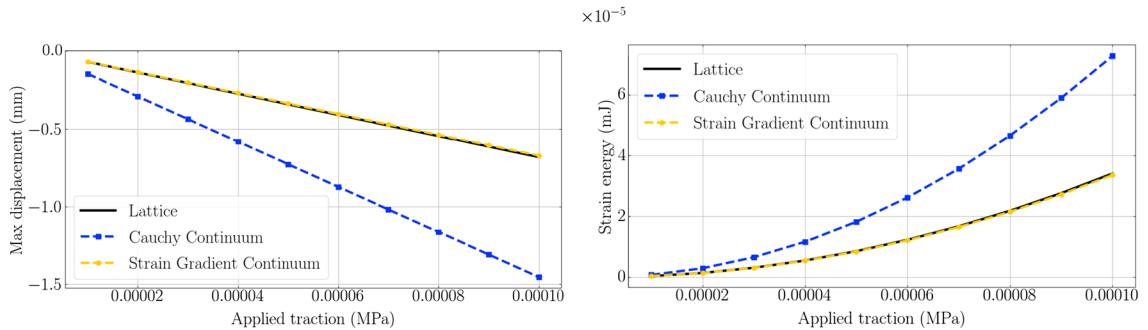 0.0
−0.5
−1.0
−1.5
Max displacement (mm)
Lattice
Cauchy Continuum
Strain Gradient Continuum
0.00002 0.00004 0.00006 0.00008 0.00010
Applied traction (MPa)
×10⁻⁵
6
4
2
0
Strain energy (mJ)
Lattice
Cauchy Continuum
Strain Gradient Continuum
0.00002 0.00004 0.00006 0.00008 0.00010
Applied traction (MPa)